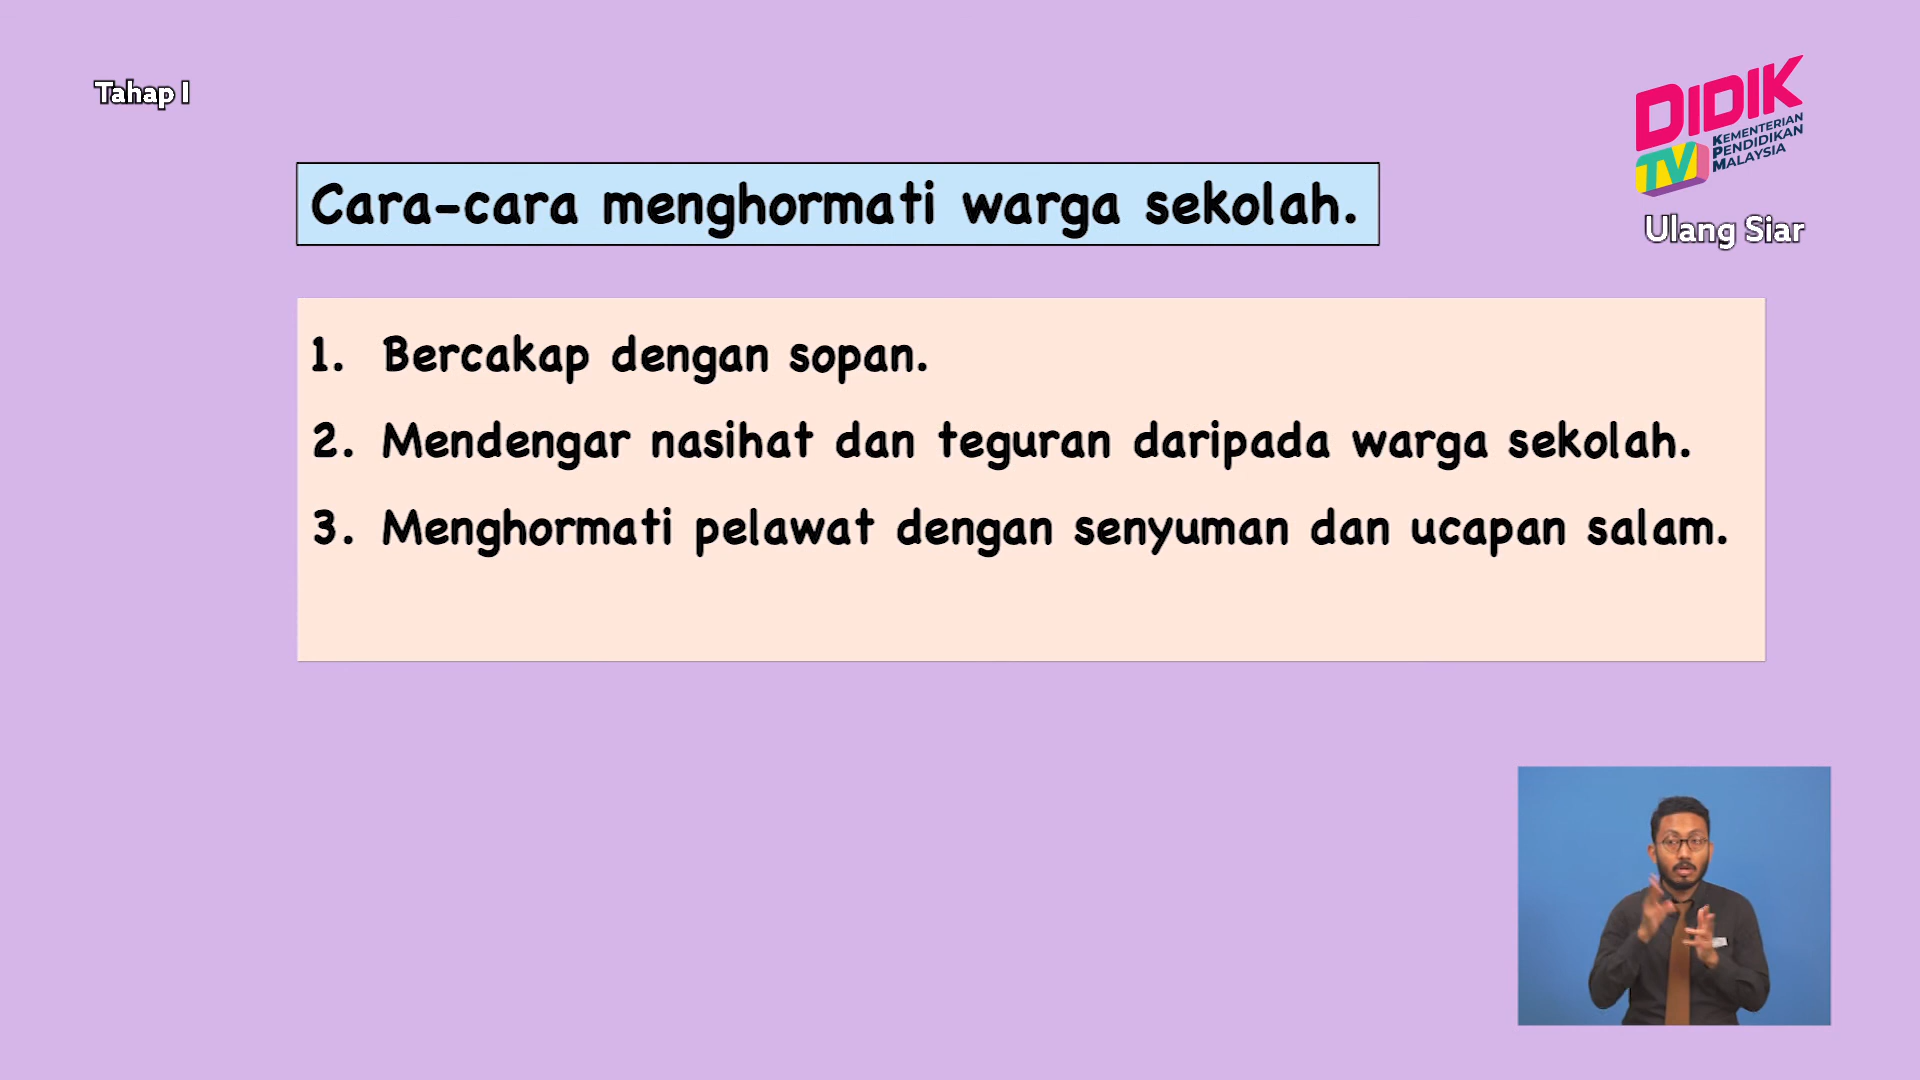 Tahap I
DIDIK
TV
KEMENTERIAN
PENDIDIKAN
MALAYSIA
Ulang Siar
Cara-cara menghormati warga sekolah.
1. Bercakap dengan sopan.
2. Mendengar nasihat dan teguran daripada warga sekolah.
3. Menghormati pelawat dengan senyuman dan ucapan salam.